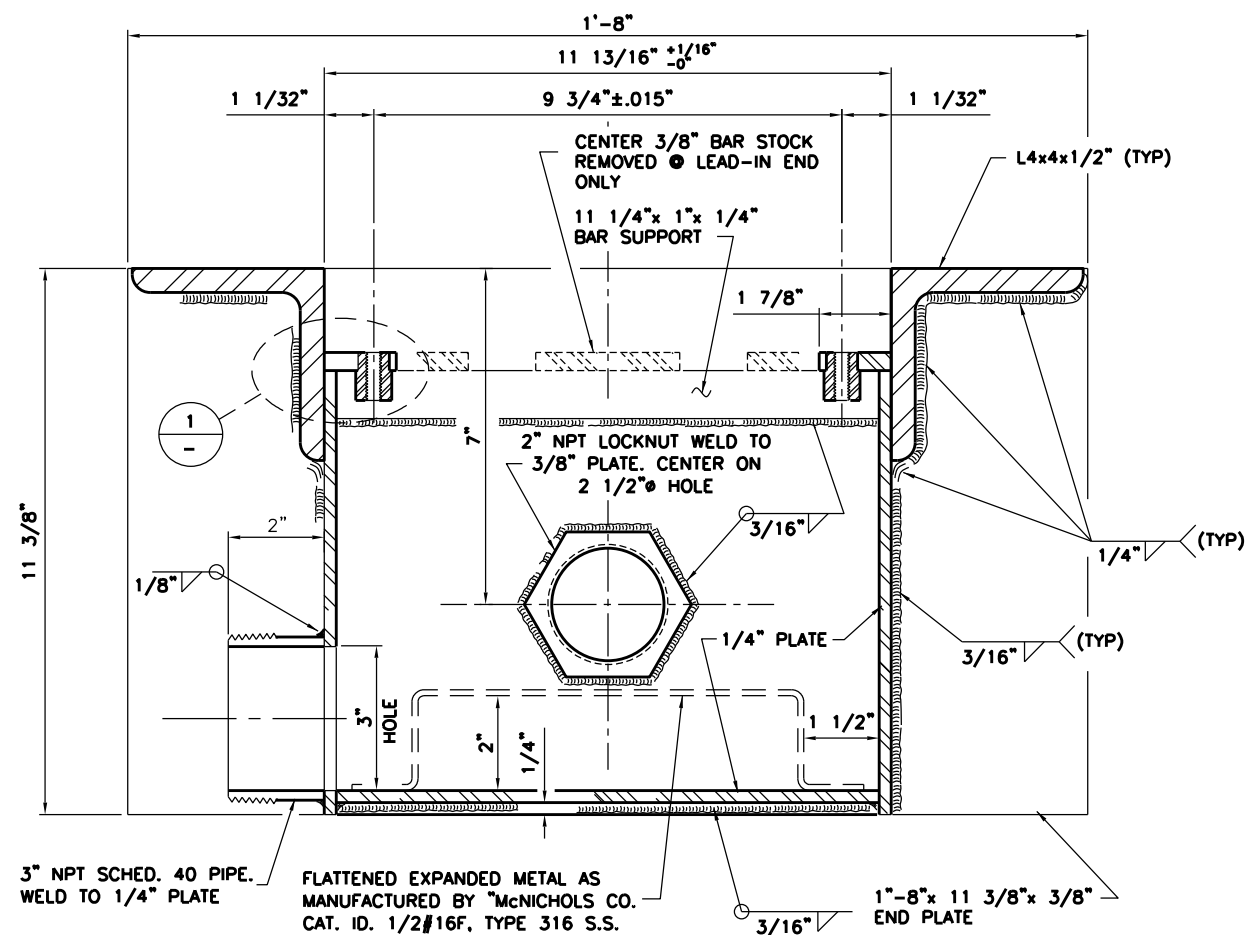 1'-8"
11 13/16" +1/16" -0"
1 1/32"
9 3/4"±.015"
1 1/32"
CENTER 3/8" BAR STOCK
REMOVED @ LEAD-IN END
ONLY
L4x4x1/2" (TYP)
11 1/4"x 1"x 1/4"
BAR SUPPORT
1 7/8"
1
-
7"
2" NPT LOCKNUT WELD TO
3/8" PLATE. CENTER ON
2 1/2"ø HOLE
11 3/8"
2"
3/16"
1/4"
(TYP)
1/8"
1/4" PLATE
3/16"
(TYP)
3"
HOLE
2"
1/4"
1 1/2"
3" NPT SCHED. 40 PIPE.
WELD TO 1/4" PLATE
FLATTENED EXPANDED METAL AS
MANUFACTURED BY "McNICHOLS CO.
CAT. ID. 1/2#16F, TYPE 316 S.S.
3/16"
1"-8"x 11 3/8"x 3/8"
END PLATE